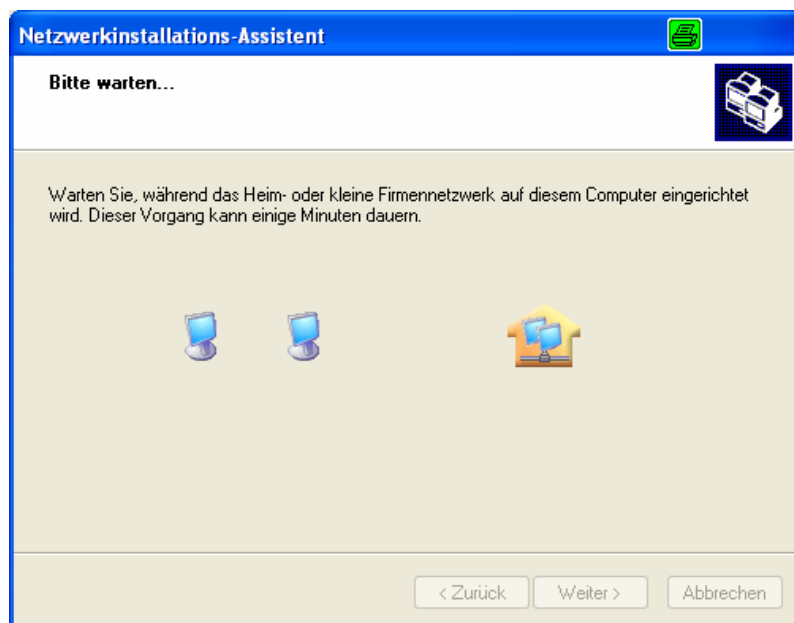 Netzwerkinstallations-Assistent
Bitte warten...
Warten Sie, während das Heim- oder kleine Firmennetzwerk auf diesem Computer eingerichtet
wird. Dieser Vorgang kann einige Minuten dauern.
< Zurück Weiter > Abbrechen